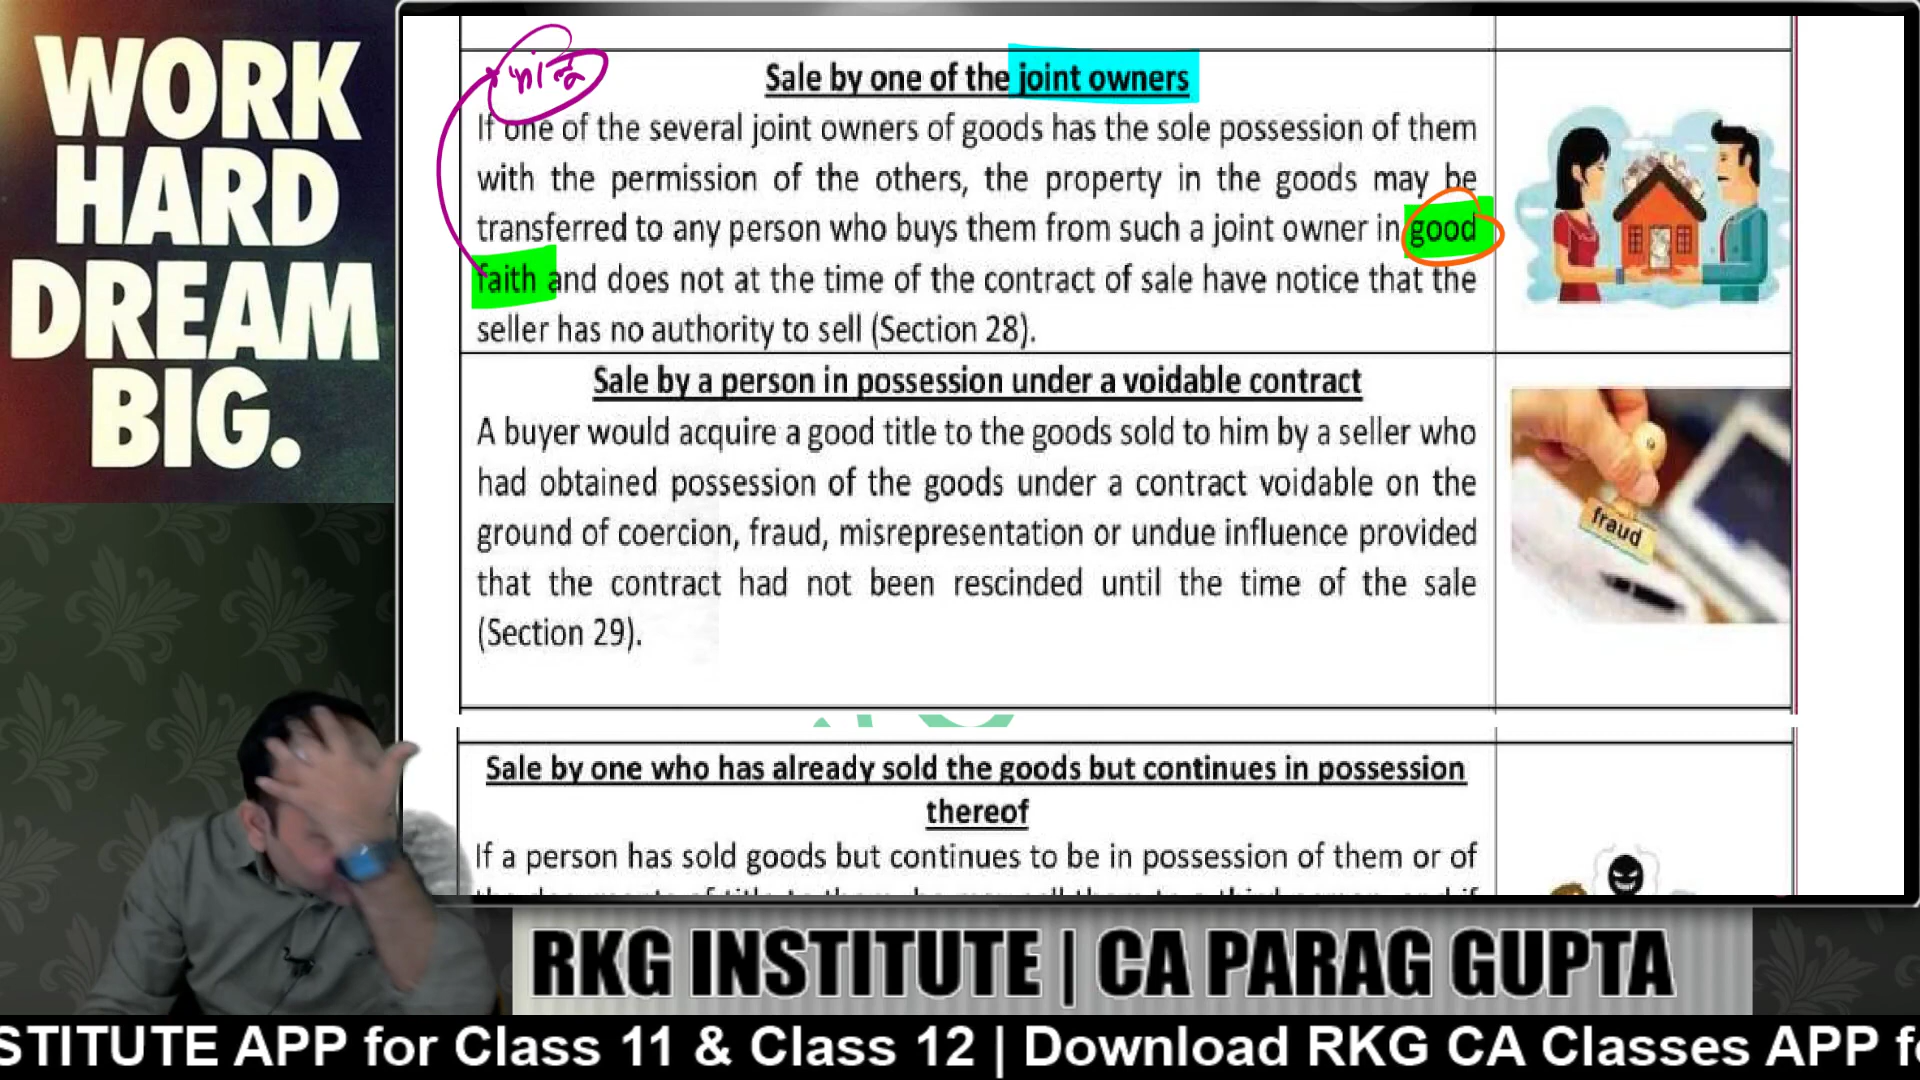 WORK
HARD
DREAM
BIG.
Sale by one of the joint owners
If one of the several joint owners of goods has the sole possession of them
with the permission of the others, the property in the goods may be
transferred to any person who buys them from such a joint owner in good
faith and does not at the time of the contract of sale have notice that the
seller has no authority to sell (Section 28).
Sale by a person in possession under a voidable contract
A buyer would acquire a good title to the goods sold to him by a seller who
had obtained possession of the goods under a contract voidable on the
ground of coercion, fraud, misrepresentation or undue influence provided
that the contract had not been rescinded until the time of the sale
(Section 29).
fraud
Sale by one who has already sold the goods but continues in possession
thereof
If a person has sold goods but continues to be in possession of them or of
RKG INSTITUTE | CA PARAG GUPTA
STITUTE APP for Class 11 & Class 12 | Download RKG CA Classes APP